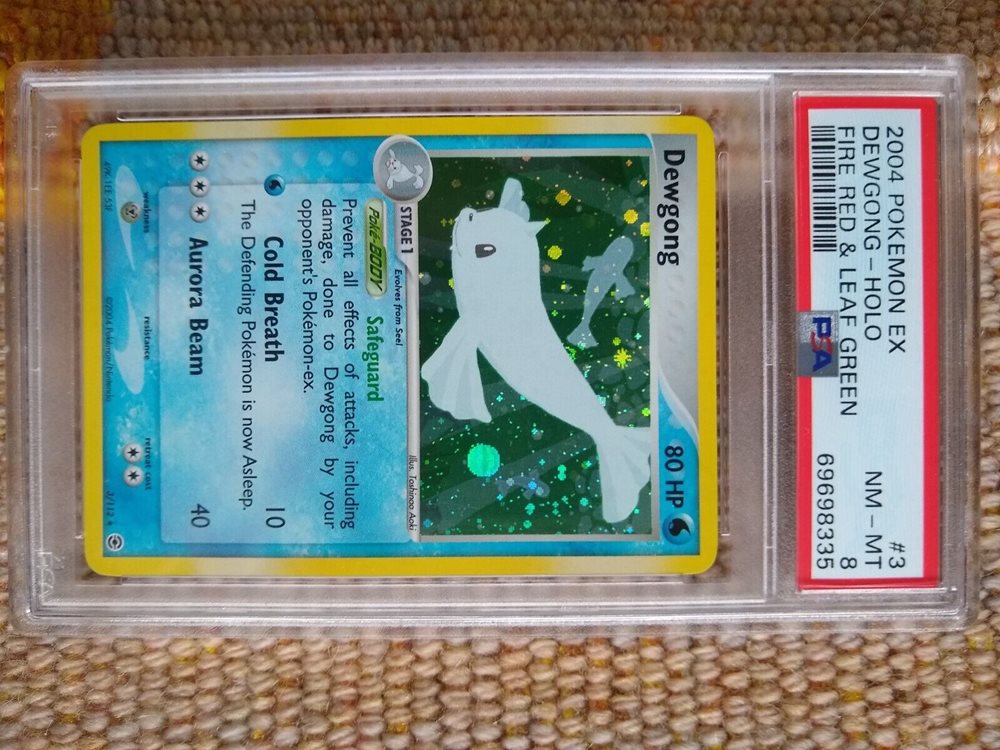 2004 POKEMON EX #3
DEWGONG-HOLO NM-MT
FIRE RED & LEAF GREEN 8
PSA 69698335
Dewgong 80 HP
STAGE 1 Evolves from Seel Illus. Toshinao Aoki
Poké-BODY Safeguard
Prevent all effects of attacks, including
damage, done to Dewgong by your
opponent's Pokémon-ex.
Cold Breath 10
The Defending Pokémon is now Asleep.
Aurora Beam 40
weakness resistance retreat cost
©2004 Pokémon/Nintendo 3/112